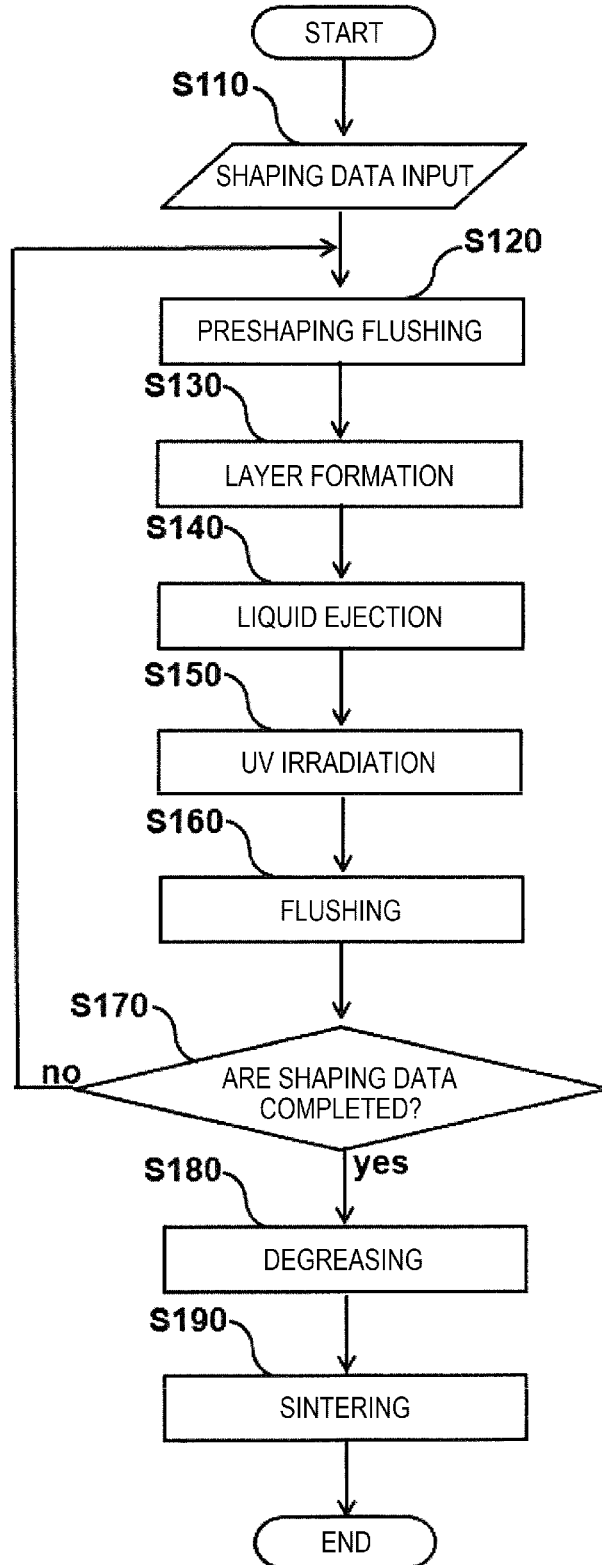 START
S110
SHAPING DATA INPUT
S120
PRESHAPING FLUSHING
S130
LAYER FORMATION
S140
LIQUID EJECTION
S150
UV IRRADIATION
S160
FLUSHING
S170
no
ARE SHAPING DATA
COMPLETED?
yes
S180
DEGREASING
S190
SINTERING
END